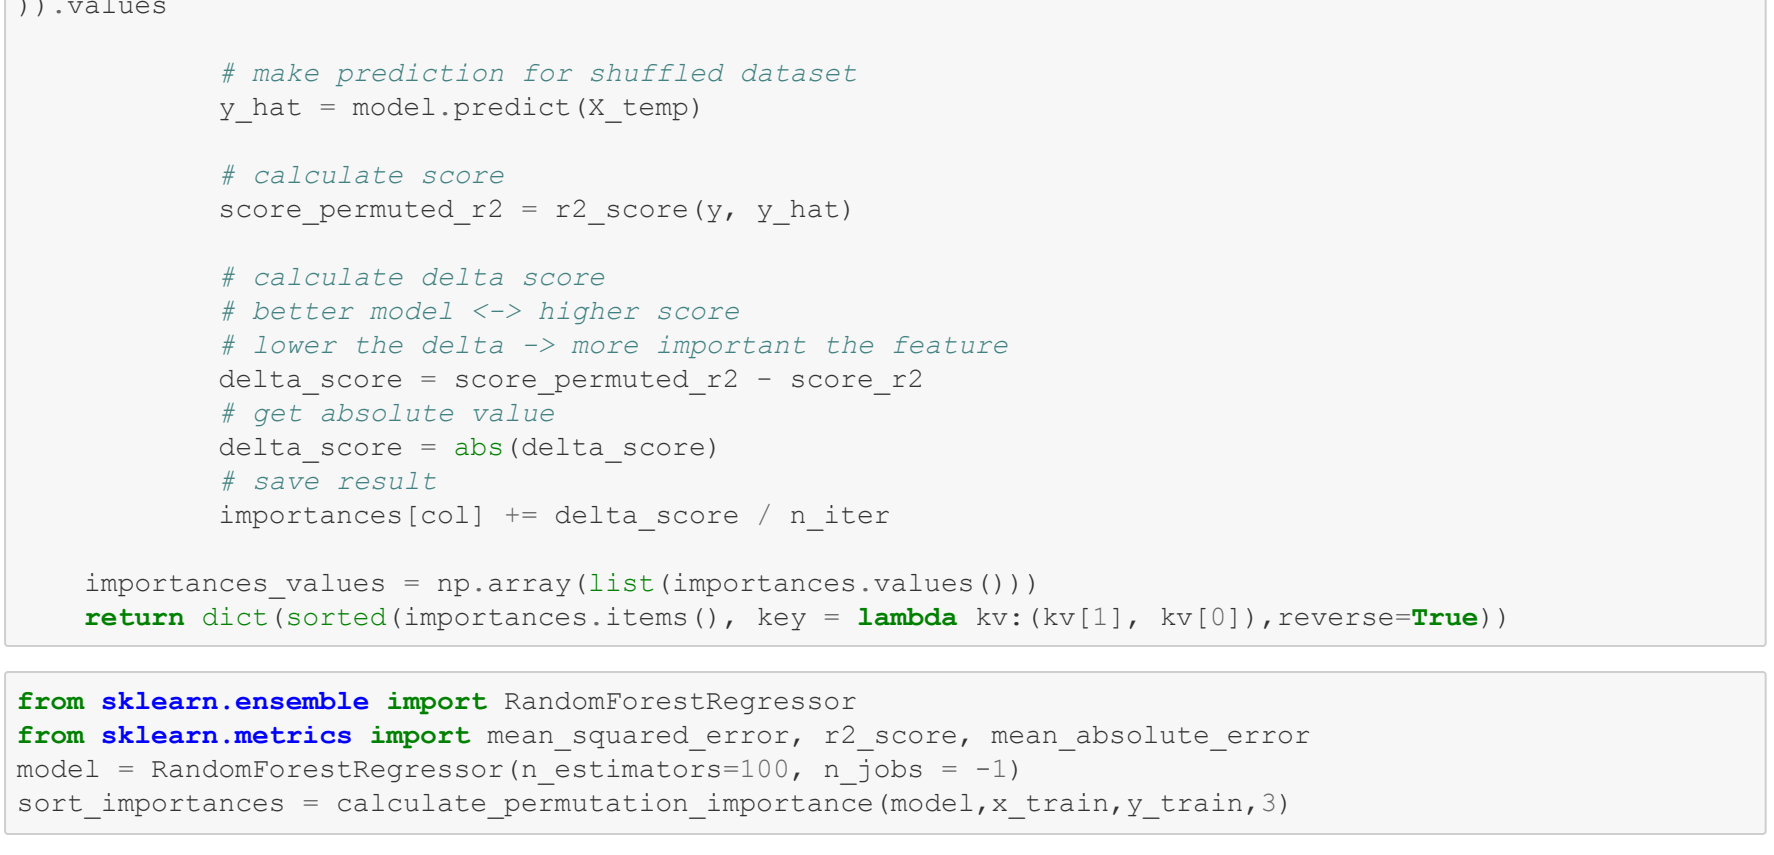 )).values
# make prediction for shuffled dataset
y_hat = model.predict(X_temp)
# calculate score
score_permuted_r2 = r2_score(y, y_hat)
# calculate delta score
# better model <-> higher score
# lower the delta -> more important the feature
delta_score = score_permuted_r2 - score_r2
# get absolute value
delta_score = abs(delta_score)
# save result
importances[col] += delta_score / n_iter
importances_values = np.array(list(importances.values()))
return dict(sorted(importances.items(), key = lambda kv:(kv[1], kv[0]),reverse=True))
from sklearn.ensemble import RandomForestRegressor
from sklearn.metrics import mean_squared_error, r2_score, mean_absolute_error
model = RandomForestRegressor(n_estimators=100, n_jobs = -1)
sort_importances = calculate_permutation_importance(model,x_train,y_train,3)